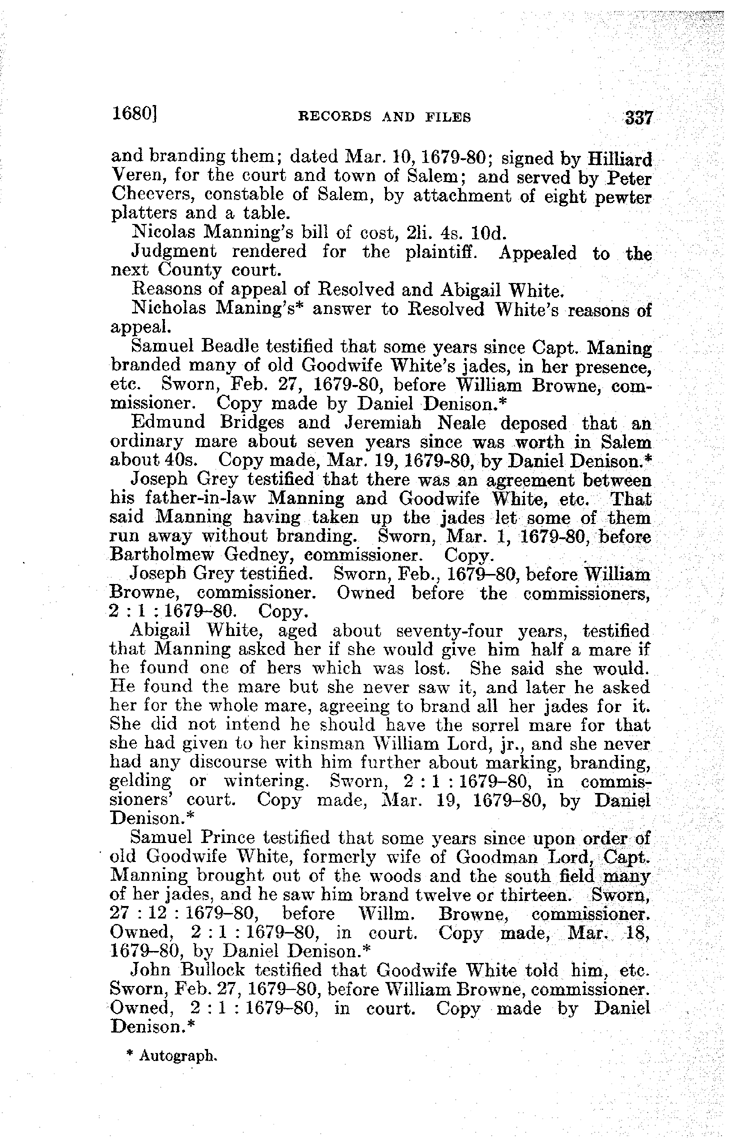 1680] RECORDS AND FILES 337
and branding them; dated Mar. 10, 1679-80; signed by Hilliard
Veren, for the court and town of Salem; and served by Peter
Cheevers, constable of Salem, by attachment of eight pewter
platters and a table.
Nicolas Manning's bill of cost, 2li. 4s. 10d.
Judgment rendered for the plaintiff. Appealed to the
next County court.
Reasons of appeal of Resolved and Abigail White.
Nicholas Maning's* answer to Resolved White's reasons of
appeal.
Samuel Beadle testified that some years since Capt. Maning
branded many of old Goodwife White's jades, in her presence,
etc. Sworn, Feb. 27, 1679-80, before William Browne, com-
missioner. Copy made by Daniel Denison.*
Edmund Bridges and Jeremiah Neale deposed that an
ordinary mare about seven years since was worth in Salem
about 40s. Copy made, Mar. 19, 1679-80, by Daniel Denison.*
Joseph Grey testified that there was an agreement between
his father-in-law Manning and Goodwife White, etc. That
said Manning having taken up the jades let some of them
run away without branding. Sworn, Mar. 1, 1679-80, before
Bartholmew Gedney, commissioner. Copy.
Joseph Grey testified. Sworn, Feb., 1679-80, before William
Browne, commissioner. Owned before the commissioners,
2 : 1 : 1679-80. Copy.
Abigail White, aged about seventy-four years, testified
that Manning asked her if she would give him half a mare if
he found one of hers which was lost. She said she would.
He found the mare but she never saw it, and later he asked
her for the whole mare, agreeing to brand all her jades for it.
She did not intend he should have the sorrel mare for that
she had given to her kinsman William Lord, jr., and she never
had any discourse with him further about marking, branding,
gelding or wintering. Sworn, 2 : 1 : 1679-80, in commis-
sioners' court. Copy made, Mar. 19, 1679-80, by Daniel
Denison.*
Samuel Prince testified that some years since upon order of
old Goodwife White, formerly wife of Goodman Lord, Capt.
Manning brought out of the woods and the south field many
of her jades, and he saw him brand twelve or thirteen. Sworn,
27 : 12 : 1679-80, before Willm. Browne, commissioner.
Owned, 2 : 1 : 1679-80, in court. Copy made, Mar. 18,
1679-80, by Daniel Denison.*
John Bullock testified that Goodwife White told him, etc.
Sworn, Feb. 27, 1679-80, before William Browne, commissioner.
Owned, 2 : 1 : 1679-80, in court. Copy made by Daniel
Denison.*
* Autograph.